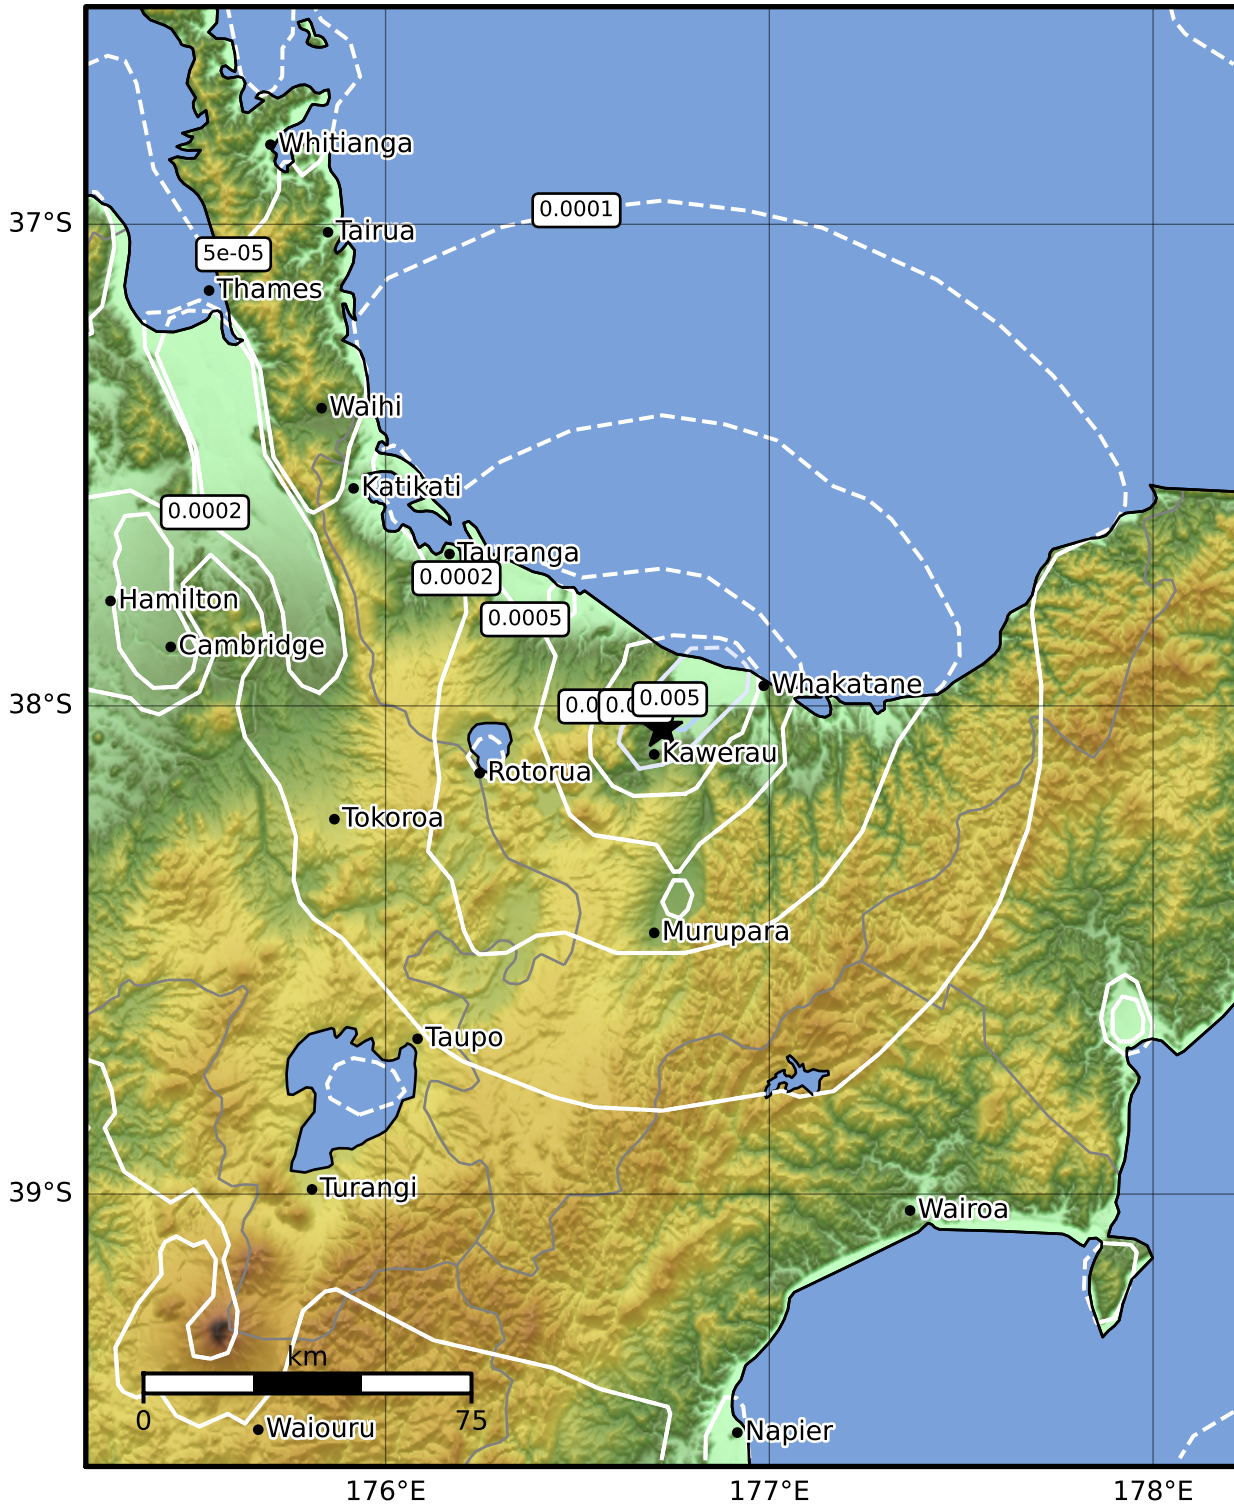 Whitianga
0.0001
37°S
Tairua
5e-05
Thames
Waihi
Katikati
0.0002
Tauranga
0.0002
Hamilton
0.0005
Cambridge
Whakatane
0.005
38°S
Kawerau
Rotorua
Tokoroa
Murupara
Taupo
Turangi
39°S
Wairoa
km
0
75
Waiouru
Napier
176°E
177°E
178°E